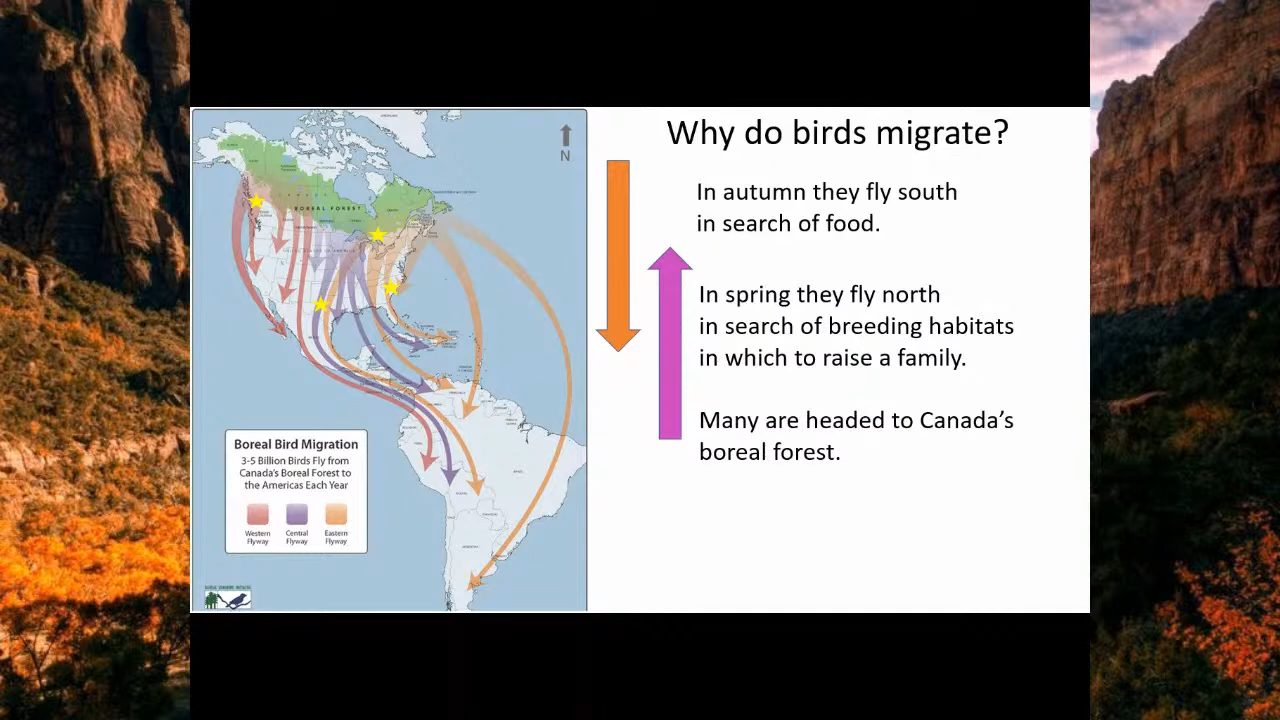 Why do birds migrate?
In autumn they fly south
in search of food.
In spring they fly north
in search of breeding habitats
in which to raise a family.
Many are headed to Canada's
boreal forest.
N
BOREAL FOREST
Boreal Bird Migration
3-5 Billion Birds Fly from
Canada's Boreal Forest to
the Americas Each Year
Western
Flyway
Central
Flyway
Eastern
Flyway